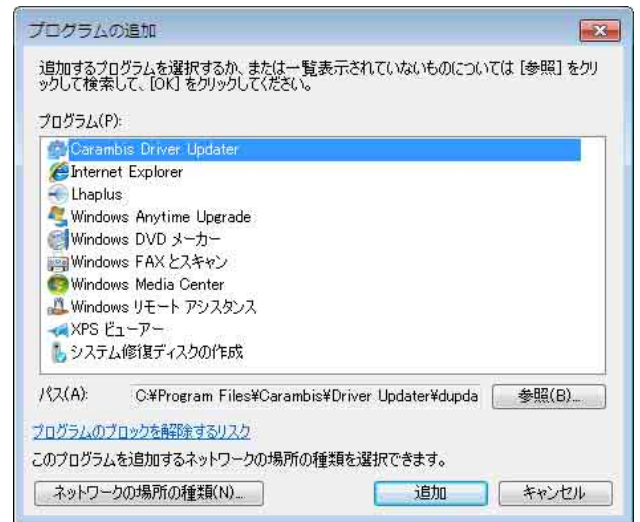 プログラムの追加
追加するプログラムを選択するか、または一覧表示されていないものについては [参照] をクリ
ックして検索して、[OK] をクリックしてください。
プログラム(P):
Carambis Driver Updater
Internet Explorer
Lhaplus
Windows Anytime Upgrade
Windows DVD メーカー
Windows FAX とスキャン
Windows Media Center
Windows リモート アシスタンス
XPS ビューアー
システム修復ディスクの作成
パス(A): C:¥Program Files¥Carambis¥Driver Updater¥dupda 参照(B)...
プログラムのブロックを解除するリスク
このプログラムを追加するネットワークの場所の種類を選択できます。
ネットワークの場所の種類(N)... 追加 キャンセル